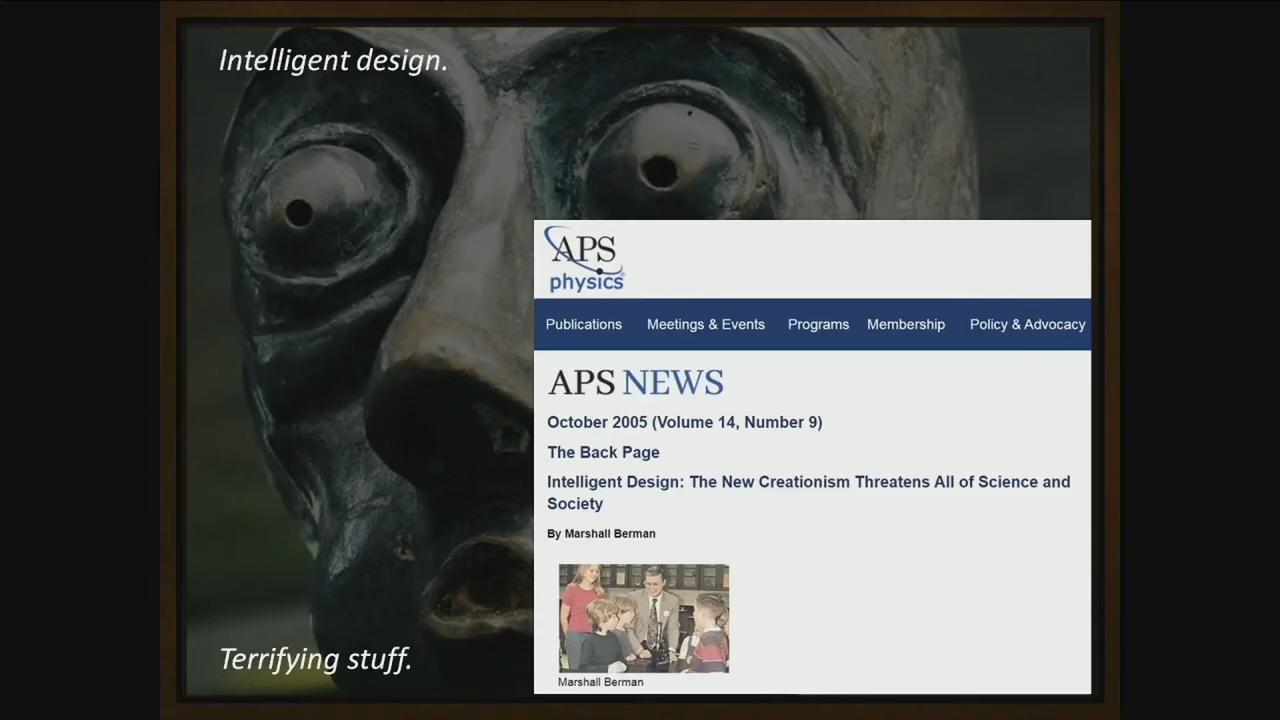 Intelligent design.
APS
physics
Publications Meetings & Events Programs Membership Policy & Advocacy
APS NEWS
October 2005 (Volume 14, Number 9)
The Back Page
Intelligent Design: The New Creationism Threatens All of Science and
Society
By Marshall Berman
Marshall Berman
Terrifying stuff.